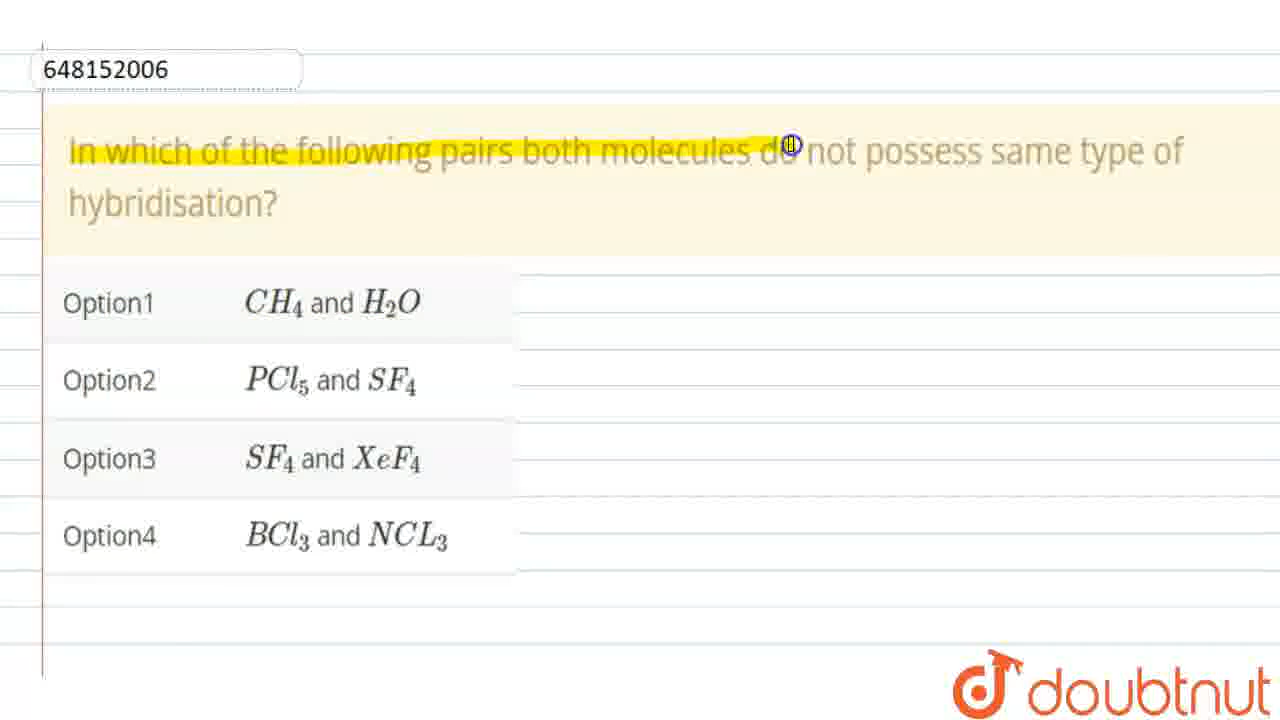 648152006
In which of the following pairs both molecules do not possess same type of
hybridisation?
Option1 CH₄ and H₂O
Option2 PCl₅ and SF₄
Option3 SF₄ and XeF₄
Option4 BCl₃ and NCL₃
doubtnut